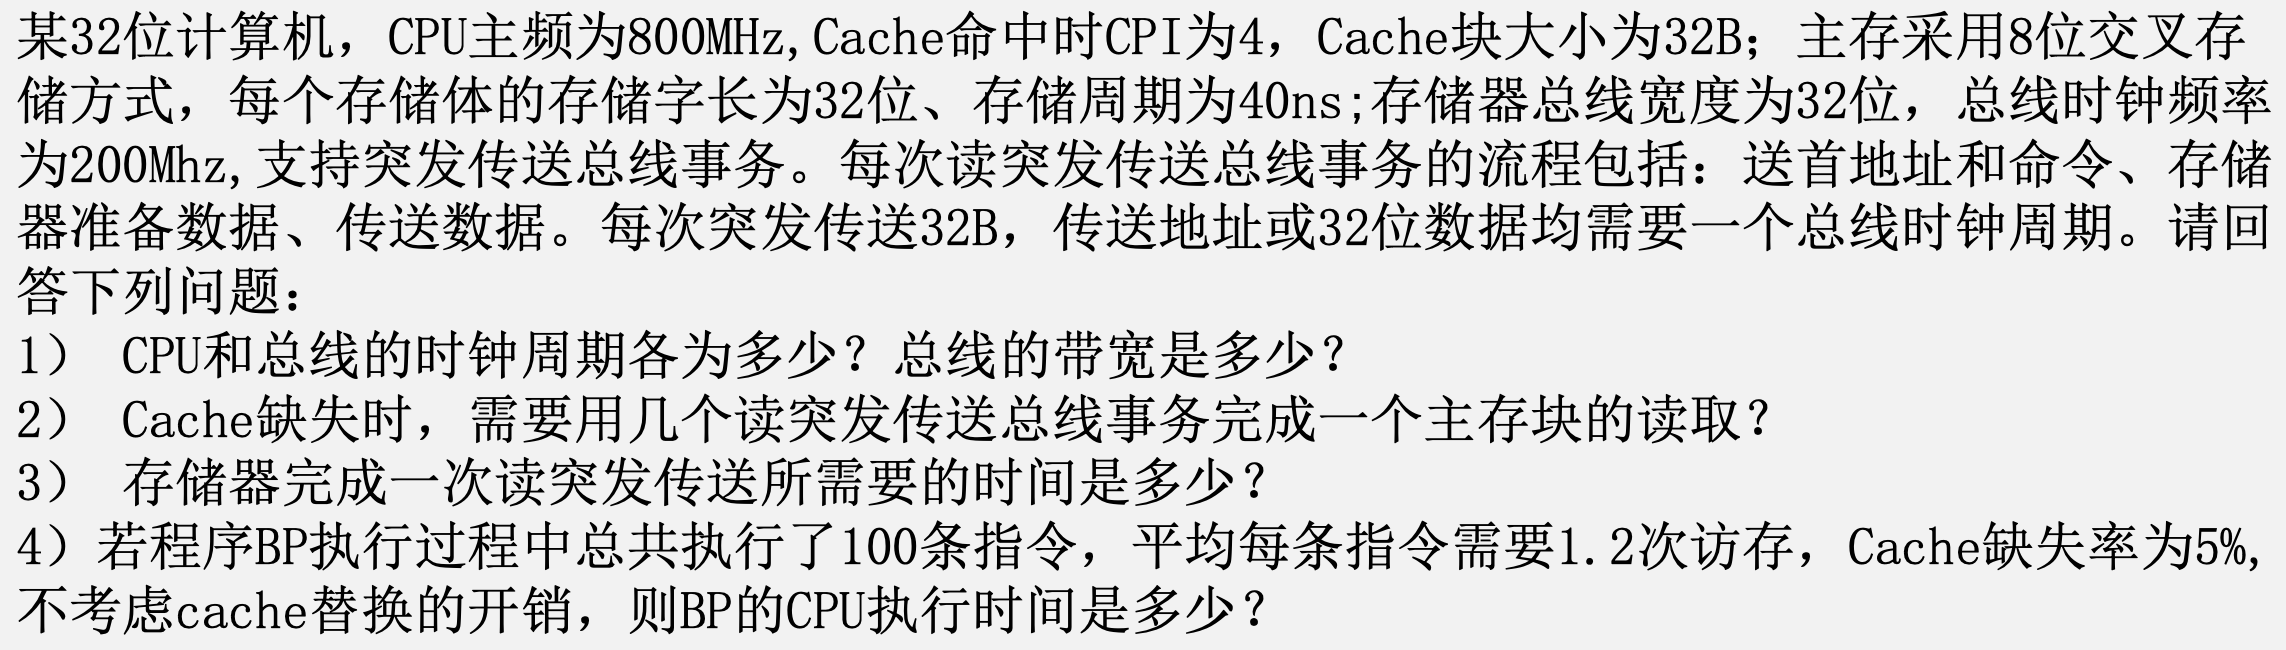 某32位计算机，CPU主频为800MHz,Cache命中时CPI为4，Cache块大小为32B；主存采用8位交叉存
储方式，每个存储体的存储字长为32位、存储周期为40ns;存储器总线宽度为32位，总线时钟频率
为200Mhz,支持突发传送总线事务。每次读突发传送总线事务的流程包括：送首地址和命令、存储
器准备数据、传送数据。每次突发传送32B，传送地址或32位数据均需要一个总线时钟周期。请回
答下列问题：
1） CPU和总线的时钟周期各为多少？总线的带宽是多少？
2） Cache缺失时，需要用几个读突发传送总线事务完成一个主存块的读取？
3） 存储器完成一次读突发传送所需要的时间是多少？
4）若程序BP执行过程中总共执行了100条指令，平均每条指令需要1.2次访存，Cache缺失率为5%,
不考虑cache替换的开销，则BP的CPU执行时间是多少？